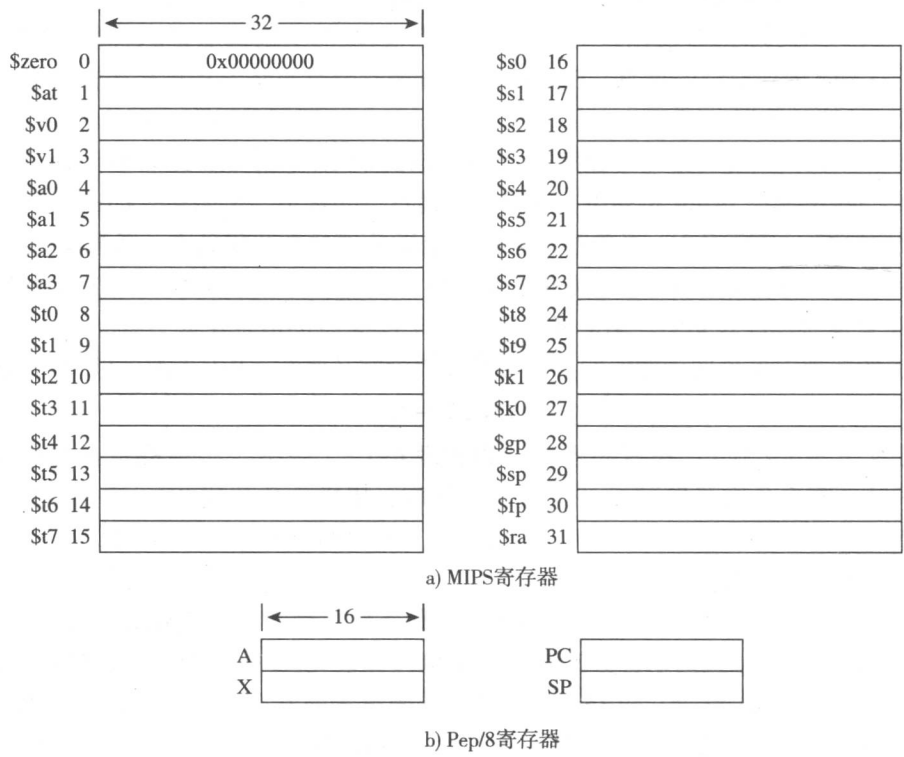 32
$zero 0 0x00000000 $s0 16
$at 1 $s1 17
$v0 2 $s2 18
$v1 3 $s3 19
$a0 4 $s4 20
$a1 5 $s5 21
$a2 6 $s6 22
$a3 7 $s7 23
$t0 8 $t8 24
$t1 9 $t9 25
$t2 10 $k1 26
$t3 11 $k0 27
$t4 12 $gp 28
$t5 13 $sp 29
$t6 14 $fp 30
$t7 15 $ra 31
a) MIPS寄存器
16
A PC
X SP
b) Pep/8寄存器